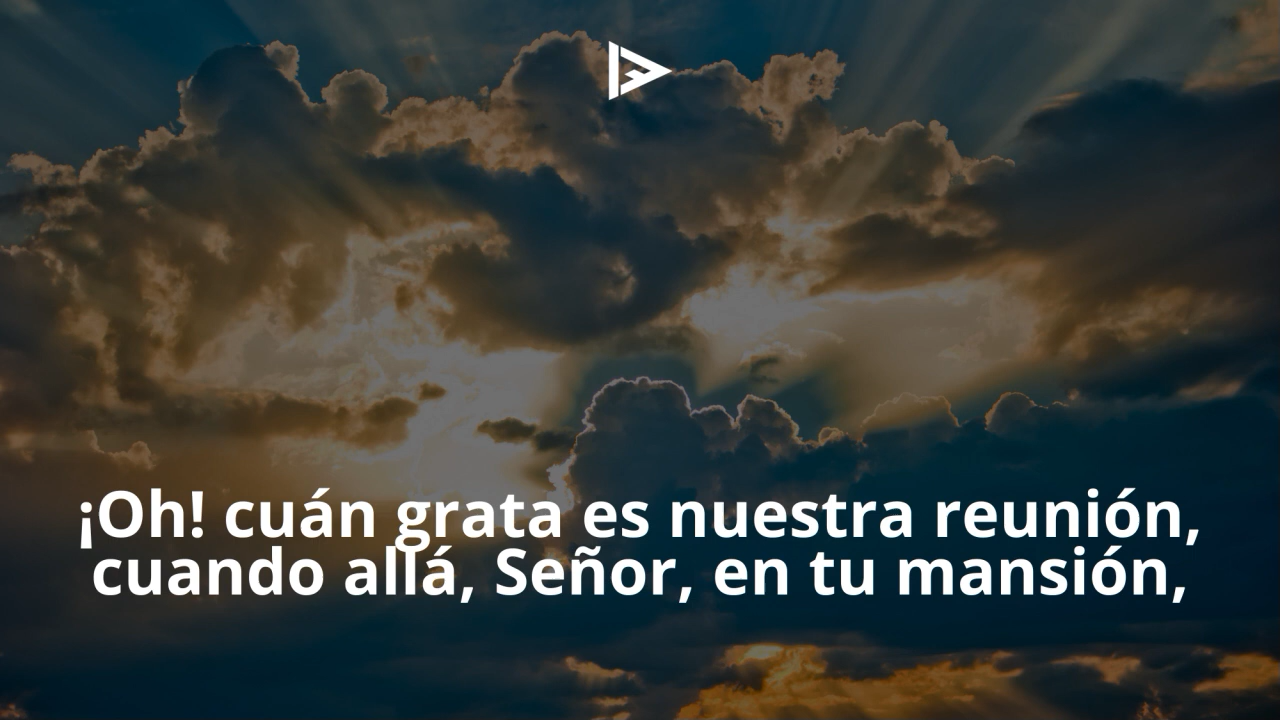 ¡Oh! cuán grata es nuestra reunión,
cuando allá, Señor, en tu mansión,